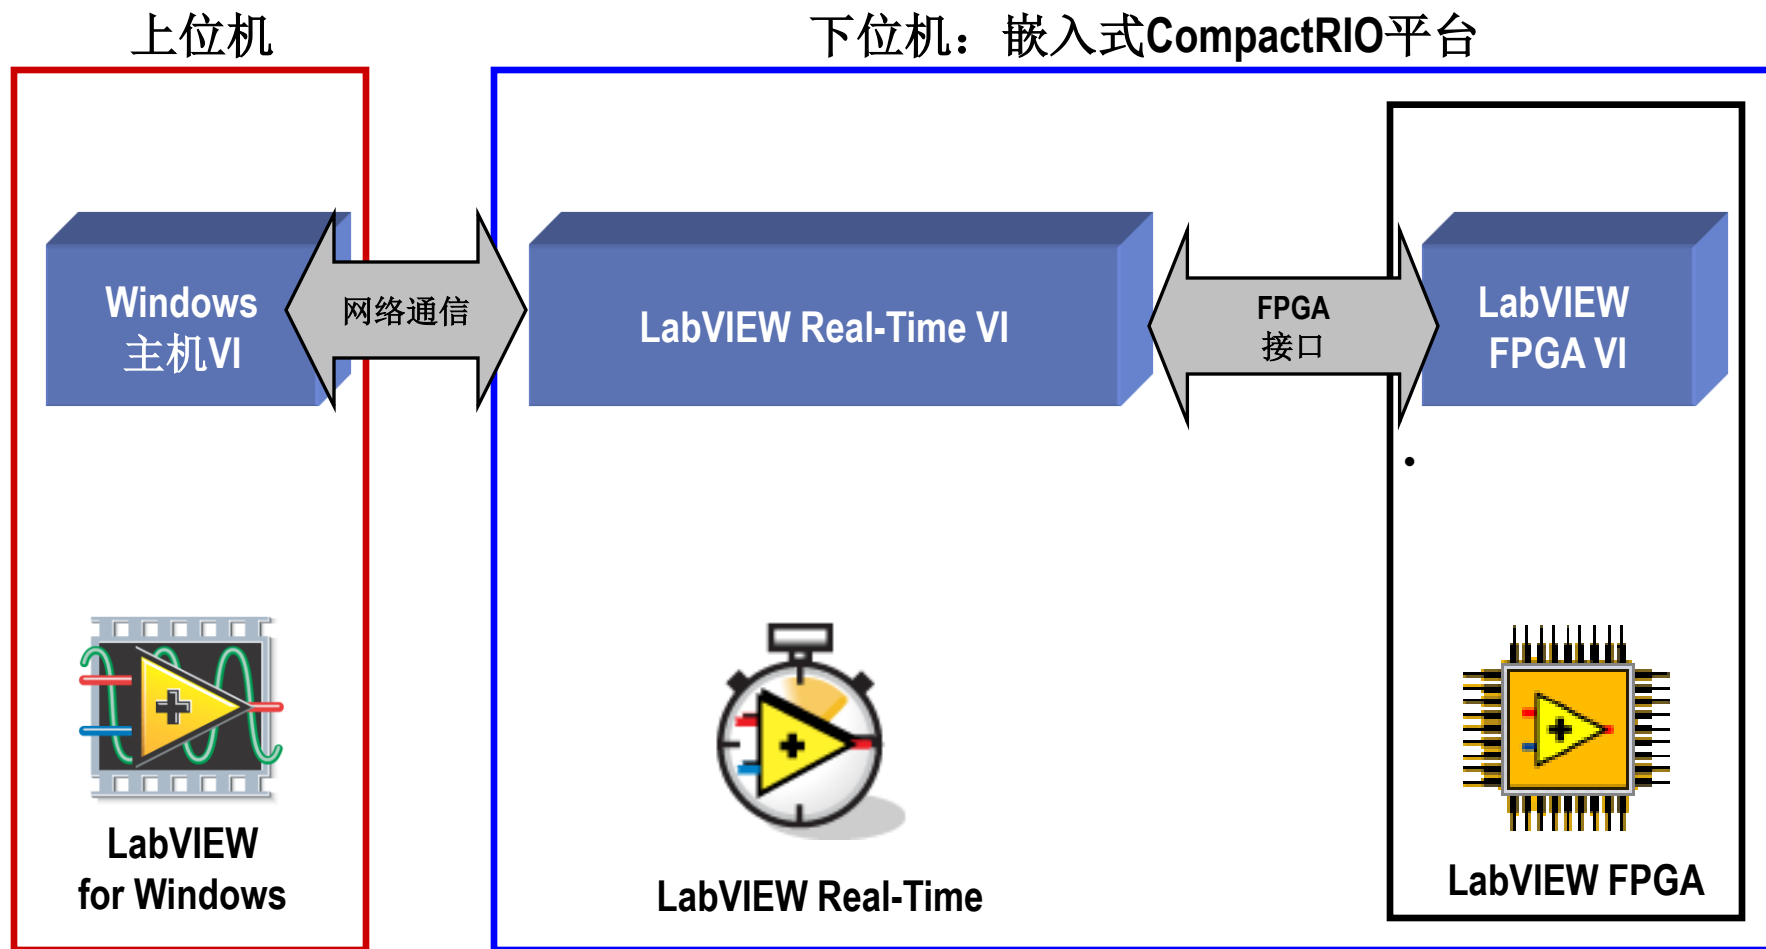 上位机
下位机：嵌入式CompactRIO平台
Windows
主机VI
网络通信
LabVIEW Real-Time VI
FPGA
接口
LabVIEW
FPGA VI
LabVIEW
for Windows
LabVIEW Real-Time
LabVIEW FPGA